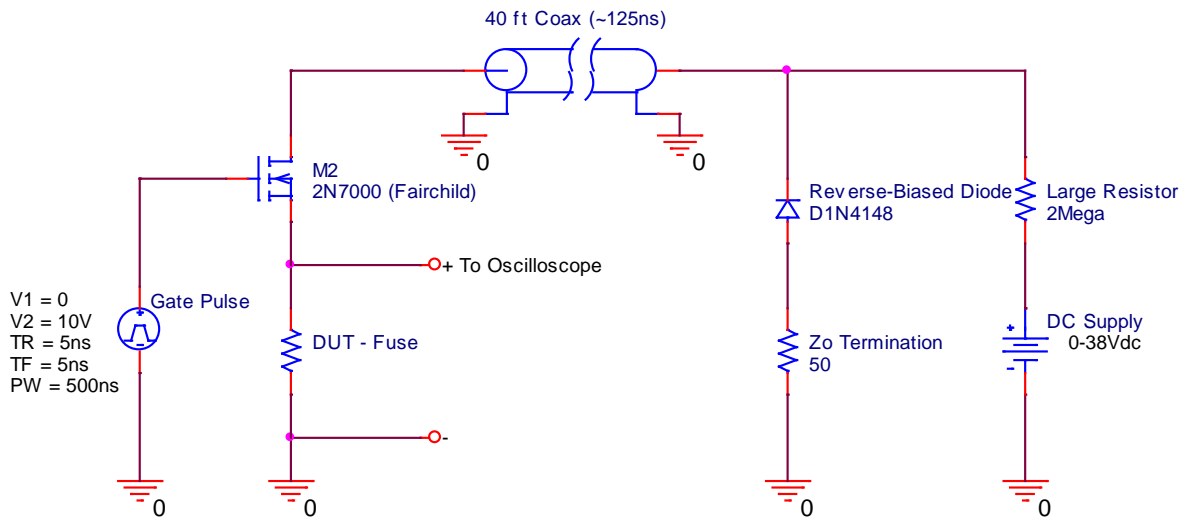 40 ft Coax (~125ns)
0
0
M2
2N7000 (Fairchild)
Reverse-Biased Diode
D1N4148
Large Resistor
2Mega
+ To Oscilloscope
V1 = 0
V2 = 10V
TR = 5ns
TF = 5ns
PW = 500ns
Gate Pulse
+
-
DUT - Fuse
Zo Termination
50
+
-
DC Supply
0-38Vdc
-
0
0
0
0